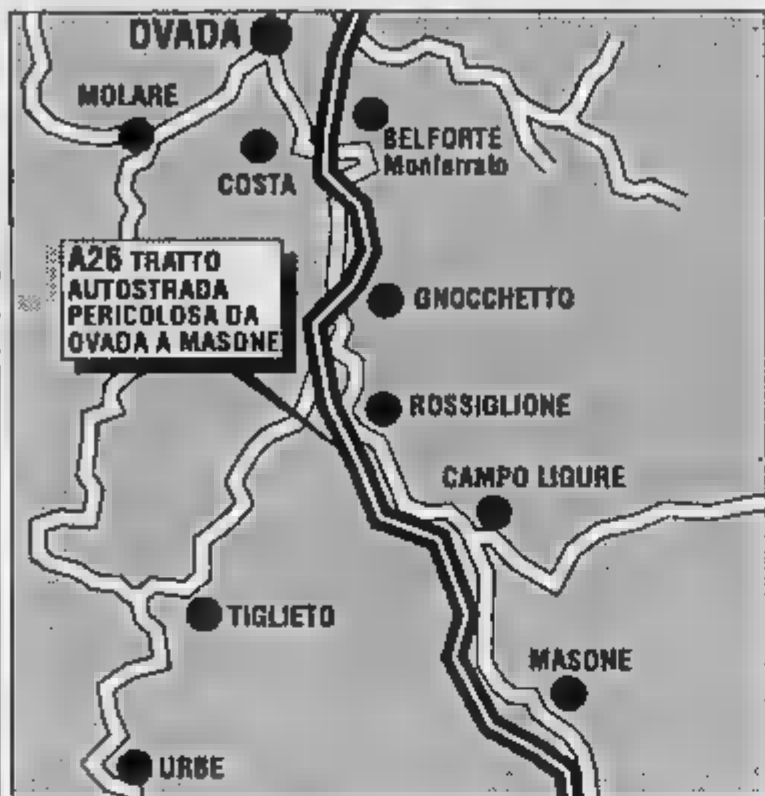 OVADA
MOLARE
BELFORTE
Monferrato
COSTA
A26 TRATTO
AUTOSTRADA
PERICOLOSA DA
OVADA A MASONE
GNOCCHETTO
ROSSIGLIONE
CAMPO LIGURE
TIGLIETO
MASONE
URBE